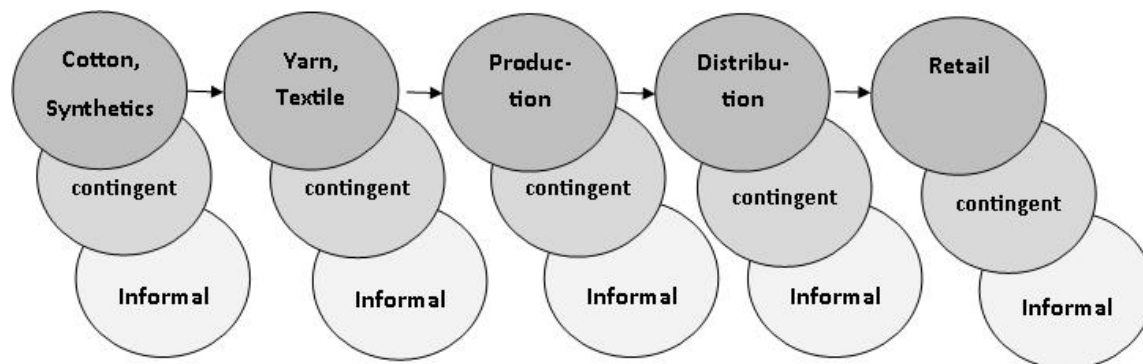 Cotton,
Synthetics
Yarn,
Textile
Produc-
tion
Distribu-
tion
Retail
contingent
contingent
contingent
contingent
contingent
Informal
Informal
Informal
Informal
Informal